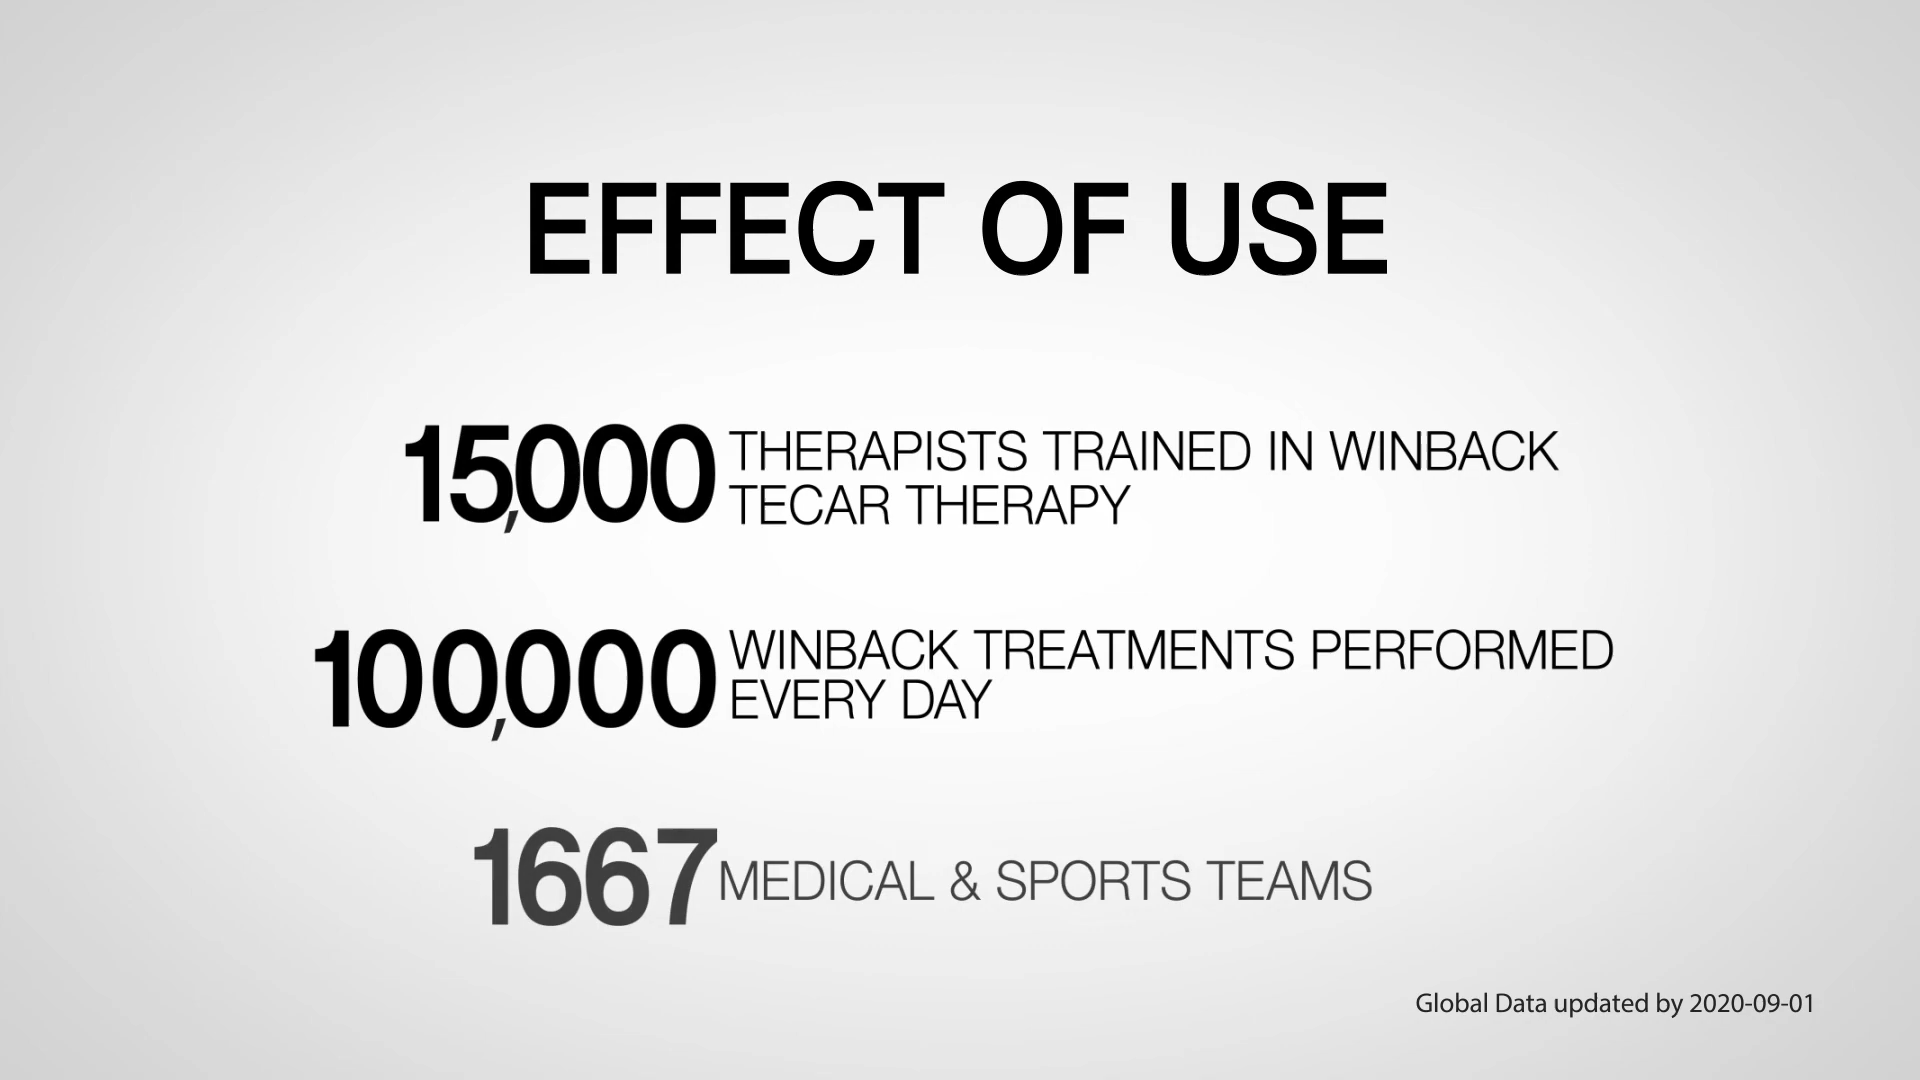 EFFECT OF USE
15,000 THERAPISTS TRAINED IN WINBACK
TECAR THERAPY
100,000 WINBACK TREATMENTS PERFORMED
EVERY DAY
1667 MEDICAL & SPORTS TEAMS
Global Data updated by 2020-09-01